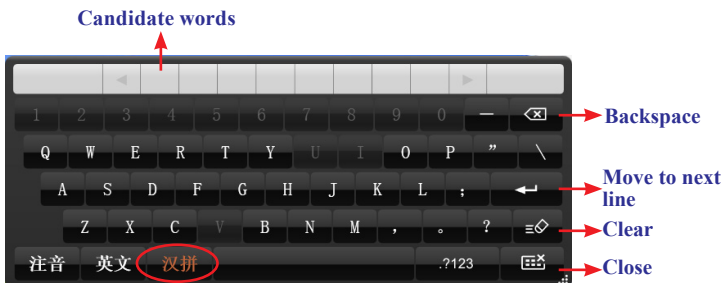 Candidate words
1 2 3 4 5 6 7 8 9 0 —
Backspace
Q W E R T Y U I O P ” \
A S D F G H J K L ;
Move to next
line
Z X C V B N M , 。 ?
Clear
注音 英文 汉拼 .?123
Close